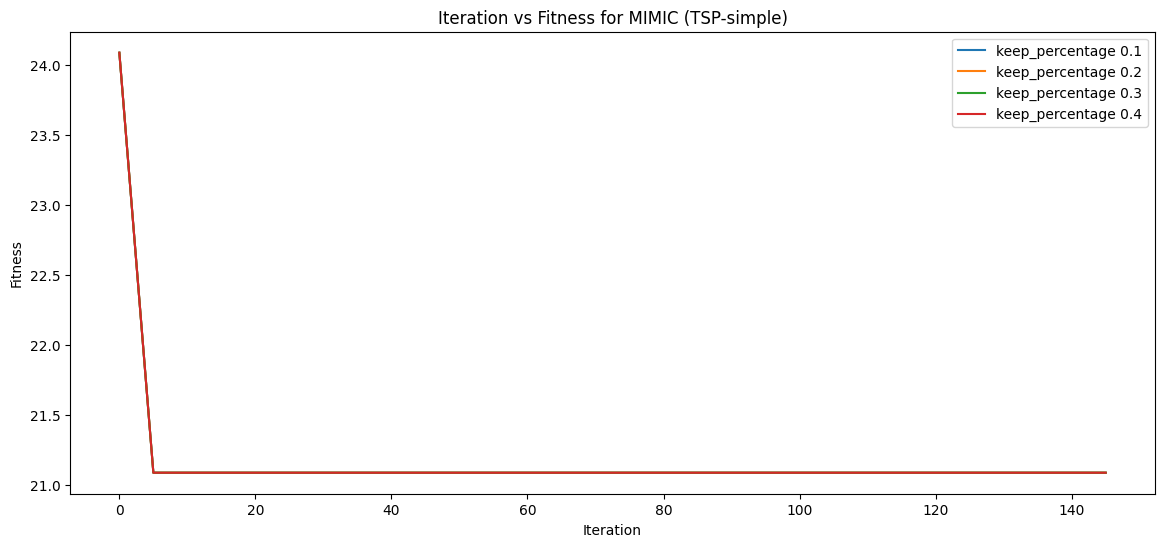 Iteration vs Fitness for MIMIC (TSP-simple)
keep_percentage 0.1
keep_percentage 0.2
keep_percentage 0.3
keep_percentage 0.4
24.0
23.5
23.0
22.5
22.0
21.5
21.0
Fitness
0 20 40 60 80 100 120 140
Iteration